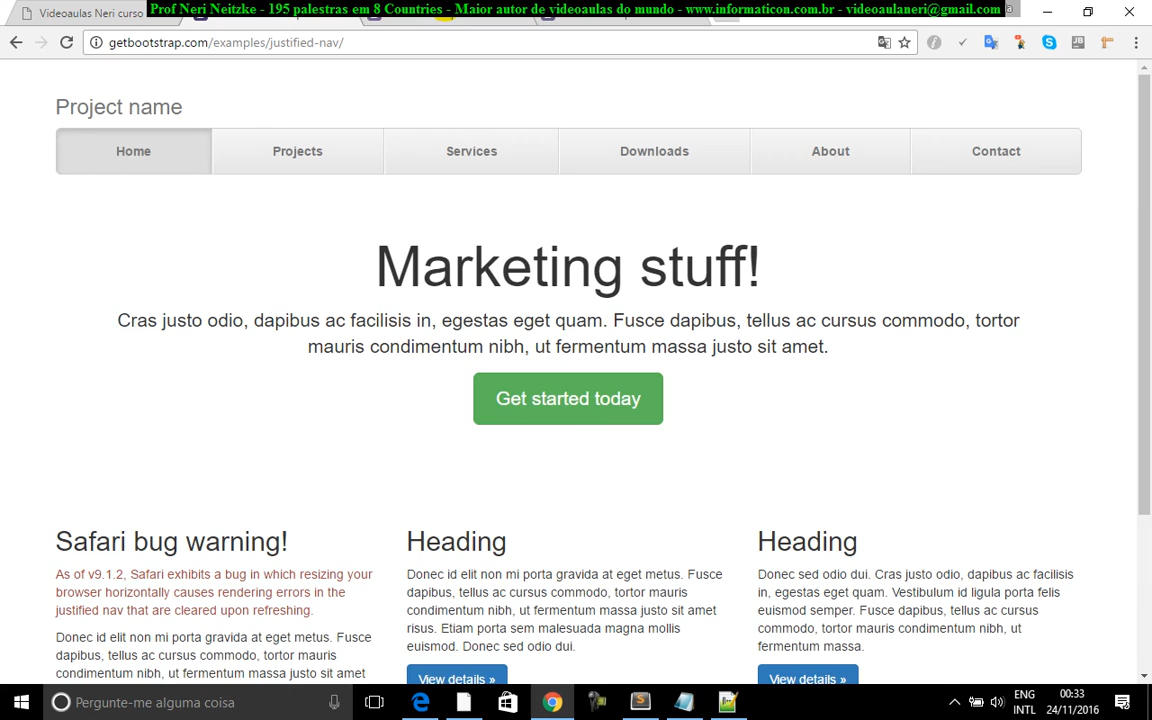 Videoaulas Neri curso
Prof Neri Neitzke - 195 palestras em 8 Countries - Maior autor de videoaulas do mundo - www.informaticon.com.br - videoaulaneri@gmail.com
getbootstrap.com/examples/justified-nav/
Project name
Home Projects Services Downloads About Contact
Marketing stuff!
Cras justo odio, dapibus ac facilisis in, egestas eget quam. Fusce dapibus, tellus ac cursus commodo, tortor
mauris condimentum nibh, ut fermentum massa justo sit amet.
Get started today
Safari bug warning!
As of v9.1.2, Safari exhibits a bug in which resizing your
browser horizontally causes rendering errors in the
justified nav that are cleared upon refreshing.
Donec id elit non mi porta gravida at eget metus. Fusce
dapibus, tellus ac cursus commodo, tortor mauris
condimentum nibh, ut fermentum massa justo sit amet
Heading
Donec id elit non mi porta gravida at eget metus. Fusce
dapibus, tellus ac cursus commodo, tortor mauris
condimentum nibh, ut fermentum massa justo sit amet
risus. Etiam porta sem malesuada magna mollis
euismod. Donec sed odio dui.
View details »
Heading
Donec sed odio dui. Cras justo odio, dapibus ac facilisis
in, egestas eget quam. Vestibulum id ligula porta felis
euismod semper. Fusce dapibus, tellus ac cursus
commodo, tortor mauris condimentum nibh, ut
fermentum massa.
View details »
Pergunte-me alguma coisa
ENG
INTL
00:33
24/11/2016